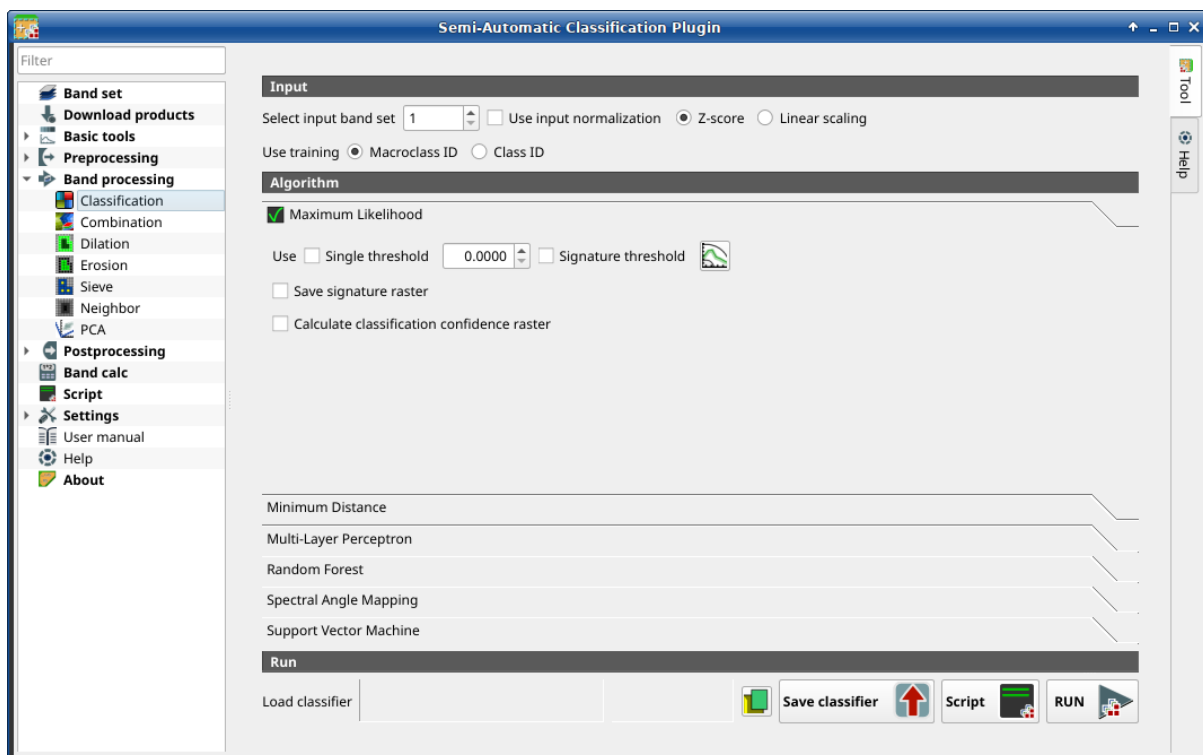 Semi-Automatic Classification Plugin
Filter
Band set
Download products
Basic tools
Preprocessing
Band processing
Classification
Combination
Dilation
Erosion
Sieve
Neighbor
PCA
Postprocessing
Band calc
Script
Settings
User manual
Help
About
Input
Select input band set 1 Use input normalization Z-score Linear scaling
Use training Macroclass ID Class ID
Algorithm
Maximum Likelihood
Use Single threshold 0.0000 Signature threshold
Save signature raster
Calculate classification confidence raster
Minimum Distance
Multi-Layer Perceptron
Random Forest
Spectral Angle Mapping
Support Vector Machine
Run
Load classifier Save classifier Script RUN
Tool
Help